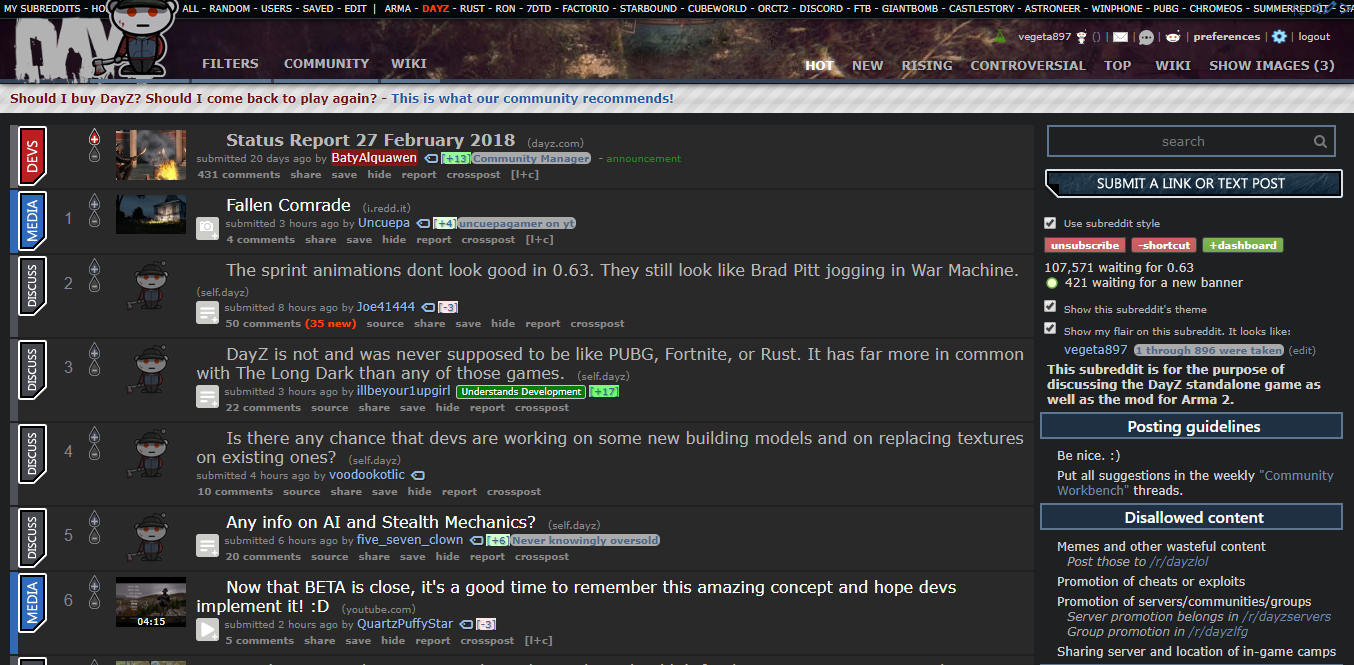 MY SUBREDDITS - HO
ALL - RANDOM - USERS - SAVED - EDIT | ARMA - DAYZ - RUST - RON - 7DTD - FACTORIO - STARBOUND - CUBEWORLD - ORCT2 - DISCORD - FTB - GIANTBOMB - CASTLESTORY - ASTRONEER - WINPHONE - PUBG - CHROMEOS - SUMMERREDDIT - STA
DAYZ
vegeta897 () | | | | preferences | | logout
FILTERS COMMUNITY WIKI
HOT NEW RISING CONTROVERSIAL TOP WIKI SHOW IMAGES (3)
Should I buy DayZ? Should I come back to play again? - This is what our community recommends!
DEVS
Status Report 27 February 2018 (dayz.com)
submitted 20 days ago by BatyAlquawen [+13] Community Manager - announcement
431 comments share save hide report crosspost [l+c]
MEDIA
1
Fallen Comrade (i.redd.it)
submitted 3 hours ago by Uncuepa [+4] uncuepagamer on yt
4 comments share save hide report crosspost [l+c]
DISCUSS
2
The sprint animations dont look good in 0.63. They still look like Brad Pitt jogging in War Machine.
(self.dayz)
submitted 8 hours ago by Joe41444 [-3]
50 comments (35 new) source share save hide report crosspost
DISCUSS
3
DayZ is not and was never supposed to be like PUBG, Fortnite, or Rust. It has far more in common
with The Long Dark than any of those games. (self.dayz)
submitted 3 hours ago by illbeyour1upgirl Understands Development [+17]
22 comments source share save hide report crosspost
DISCUSS
4
Is there any chance that devs are working on some new building models and on replacing textures
on existing ones? (self.dayz)
submitted 4 hours ago by voodookotlic
10 comments source share save hide report crosspost
DISCUSS
5
Any info on AI and Stealth Mechanics? (self.dayz)
submitted 6 hours ago by five_seven_clown [+6] Never knowingly oversold
20 comments source share save hide report crosspost
MEDIA
6
04:15
Now that BETA is close, it's a good time to remember this amazing concept and hope devs
implement it! :D (youtube.com)
submitted 2 hours ago by QuartzPuffyStar [-3]
5 comments share save hide report crosspost [l+c]
search
SUBMIT A LINK OR TEXT POST
Use subreddit style
unsubscribe -shortcut +dashboard
107,571 waiting for 0.63
421 waiting for a new banner
Show this subreddit's theme
Show my flair on this subreddit. It looks like:
vegeta897 1 through 896 were taken (edit)
This subreddit is for the purpose of
discussing the DayZ standalone game as
well as the mod for Arma 2.
Posting guidelines
Be nice. :)
Put all suggestions in the weekly "Community
Workbench" threads.
Disallowed content
Memes and other wasteful content
Post those to /r/dayzlol
Promotion of cheats or exploits
Promotion of servers/communities/groups
Server promotion belongs in /r/dayzservers
Group promotion in /r/dayzlfg
Sharing server and location of in-game camps